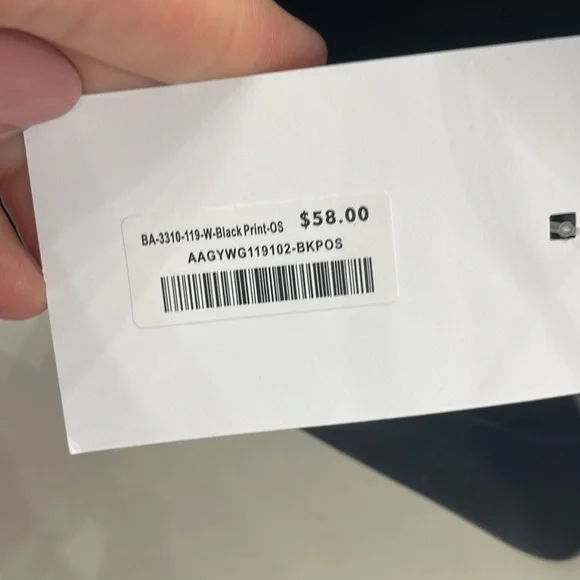 BA-3310-119-W-Black Print-OS $58.00
AAGYWG119102-BKPOS